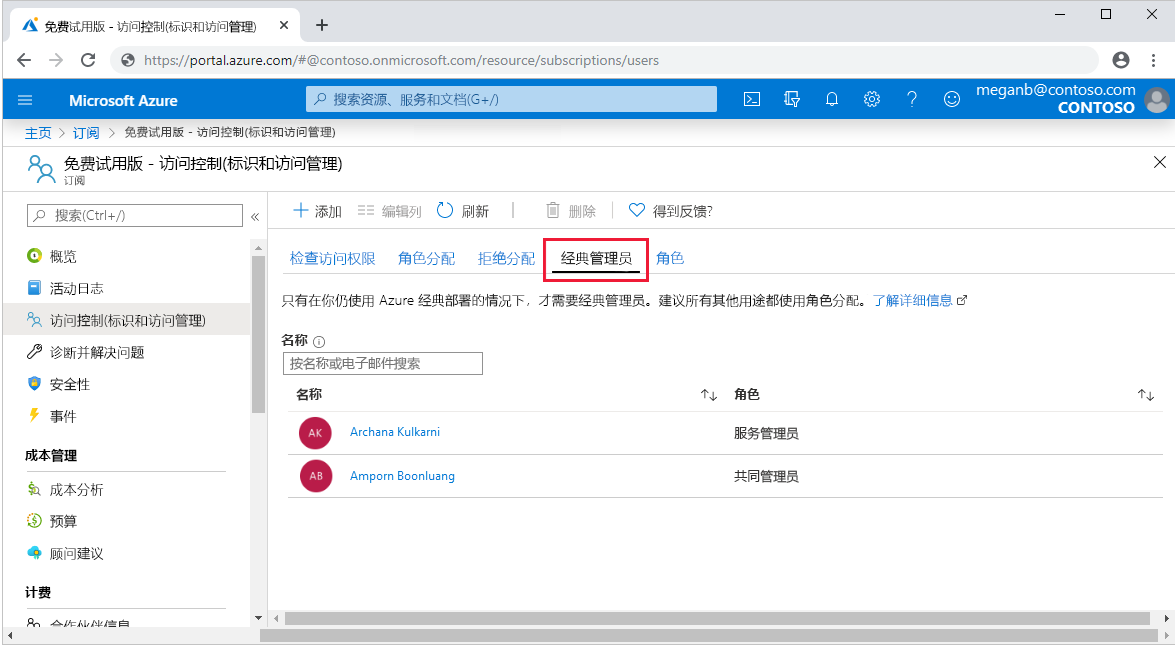 免费试用版 - 访问控制(标识和访问管理)
https://portal.azure.com/#@contoso.onmicrosoft.com/resource/subscriptions/users
Microsoft Azure
搜索资源、服务和文档(G+/)
meganb@contoso.com
CONTOSO
主页 > 订阅 > 免费试用版 - 访问控制(标识和访问管理)
免费试用版 - 访问控制(标识和访问管理)
订阅
搜索(Ctrl+/)
«
概览
活动日志
访问控制(标识和访问管理)
诊断并解决问题
安全性
事件
成本管理
成本分析
预算
顾问建议
计费
合作伙伴信息
添加 编辑列 刷新 删除 得到反馈?
检查访问权限 角色分配 拒绝分配 经典管理员 角色
只有在你仍使用 Azure 经典部署的情况下，才需要经典管理员。建议所有其他用途都使用角色分配。了解详细信息
名称
按名称或电子邮件搜索
名称 角色
AK Archana Kulkarni 服务管理员
AB Amporn Boonluang 共同管理员